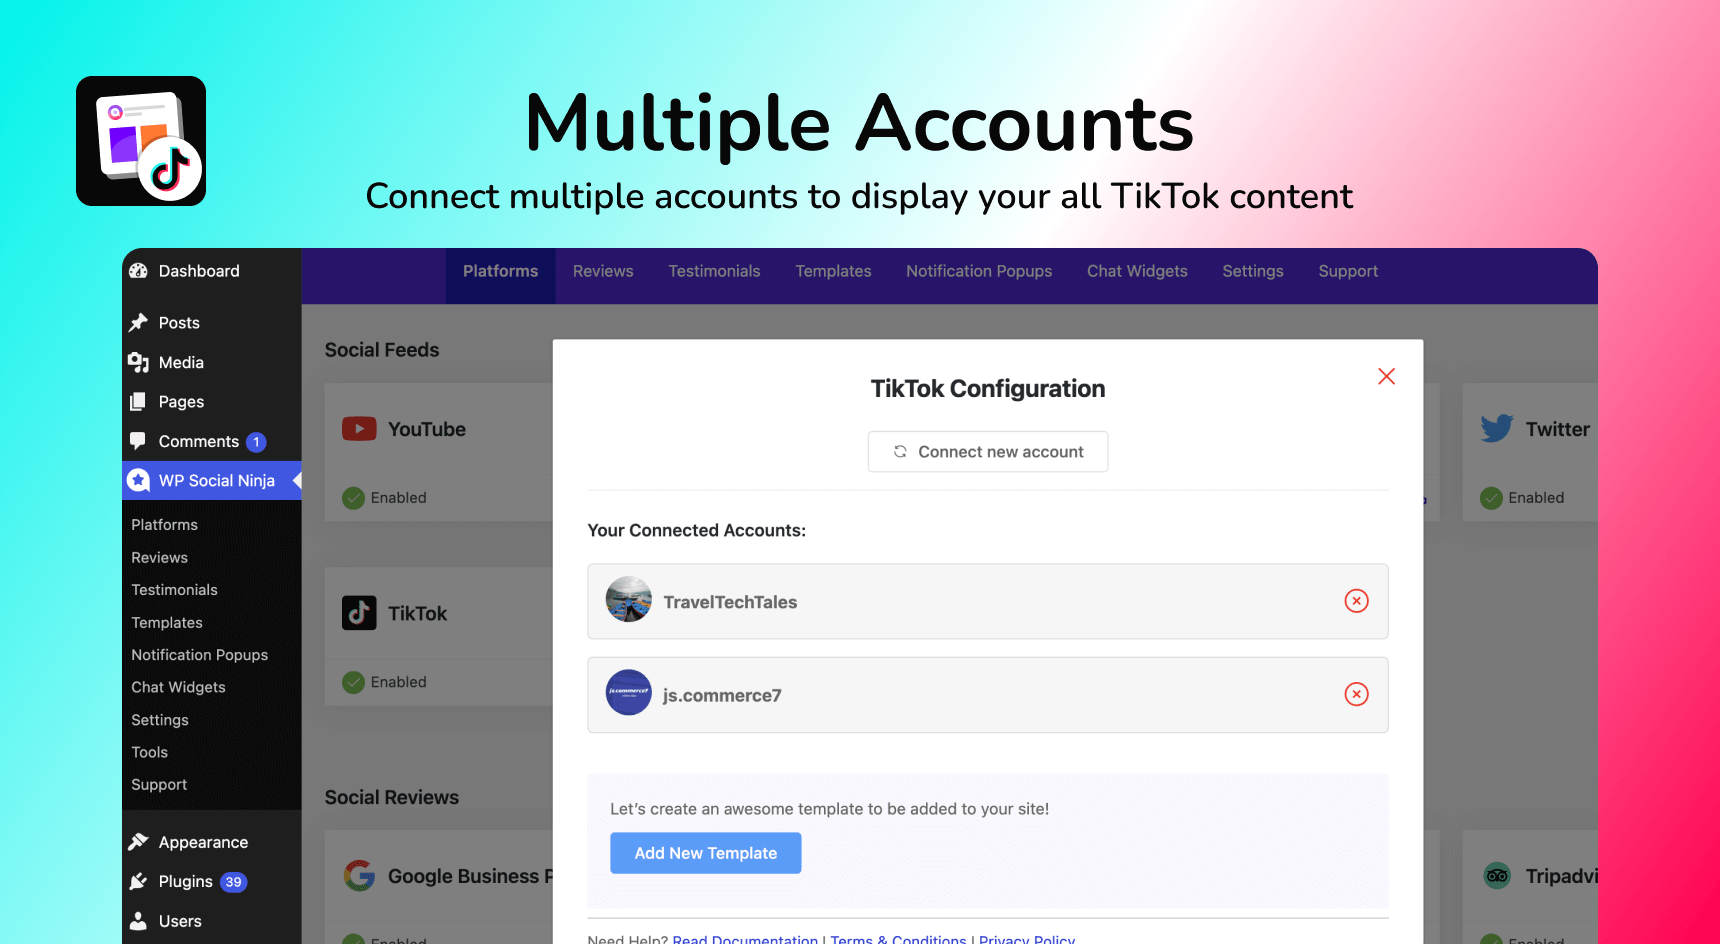 Multiple Accounts
Connect multiple accounts to display your all TikTok content
Dashboard
Posts
Media
Pages
Comments 1
WP Social Ninja
Platforms
Reviews
Testimonials
Templates
Notification Popups
Chat Widgets
Settings
Tools
Support
Appearance
Plugins 39
Users
Platforms Reviews Testimonials Templates Notification Popups Chat Widgets Settings Support
Social Feeds
YouTube
Enabled
Twitter
Enabled
TikTok
Enabled
Social Reviews
Google Business P
Enabled
Tripadvi
Enabled
TikTok Configuration
Connect new account
Your Connected Accounts:
TravelTechTales
js.commerce7
js.commerce7
Let's create an awesome template to be added to your site!
Add New Template
Need Help? Read Documentation | Terms & Conditions | Privacy Policy